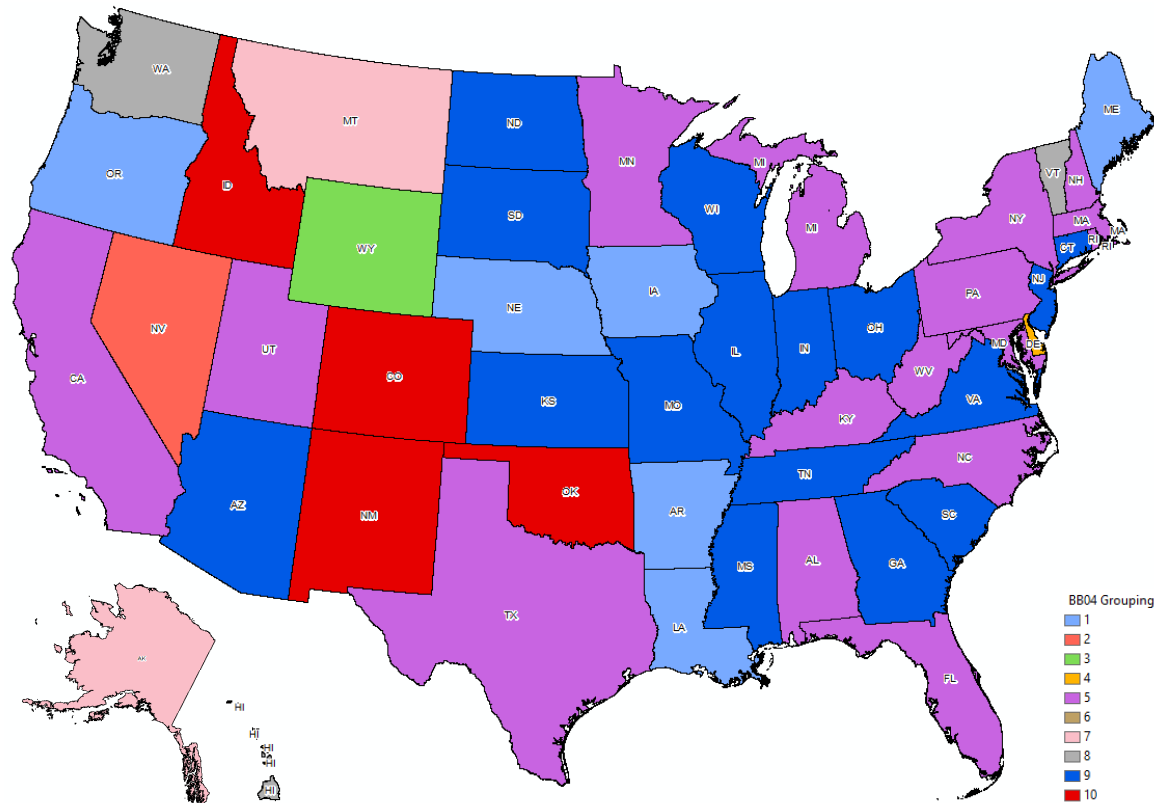 WA
ME
MT
ND
OR
MN
MI
VT
NH
ID
SD
WI
NY
MA
MA
MI
RI
RI
CT
WY
IA
PA
NJ
NE
NV
OH
IL
IN
MD
DE
UT
CA
CO
WV
KS
MO
VA
KY
NC
TN
AZ
OK
NM
AR
SC
MS
AL
GA
TX
LA
FL
AK
HI
HI
HI
HI
HI
BB04 Grouping
1
2
3
4
5
6
7
8
9
10